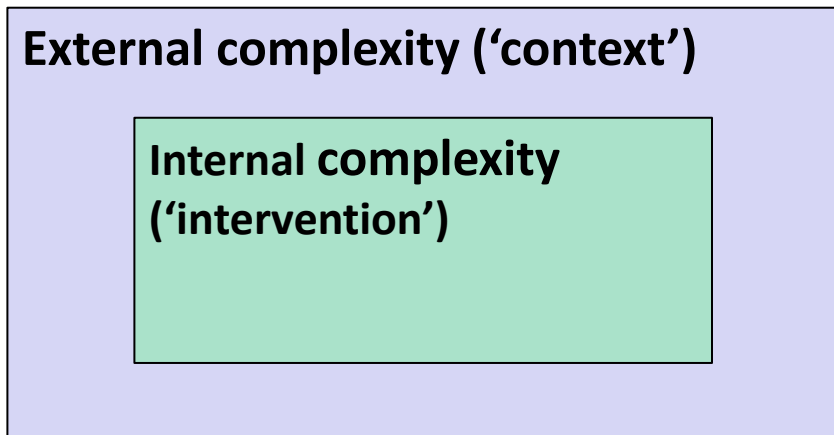 External complexity (‘context’)
Internal complexity
(‘intervention’)